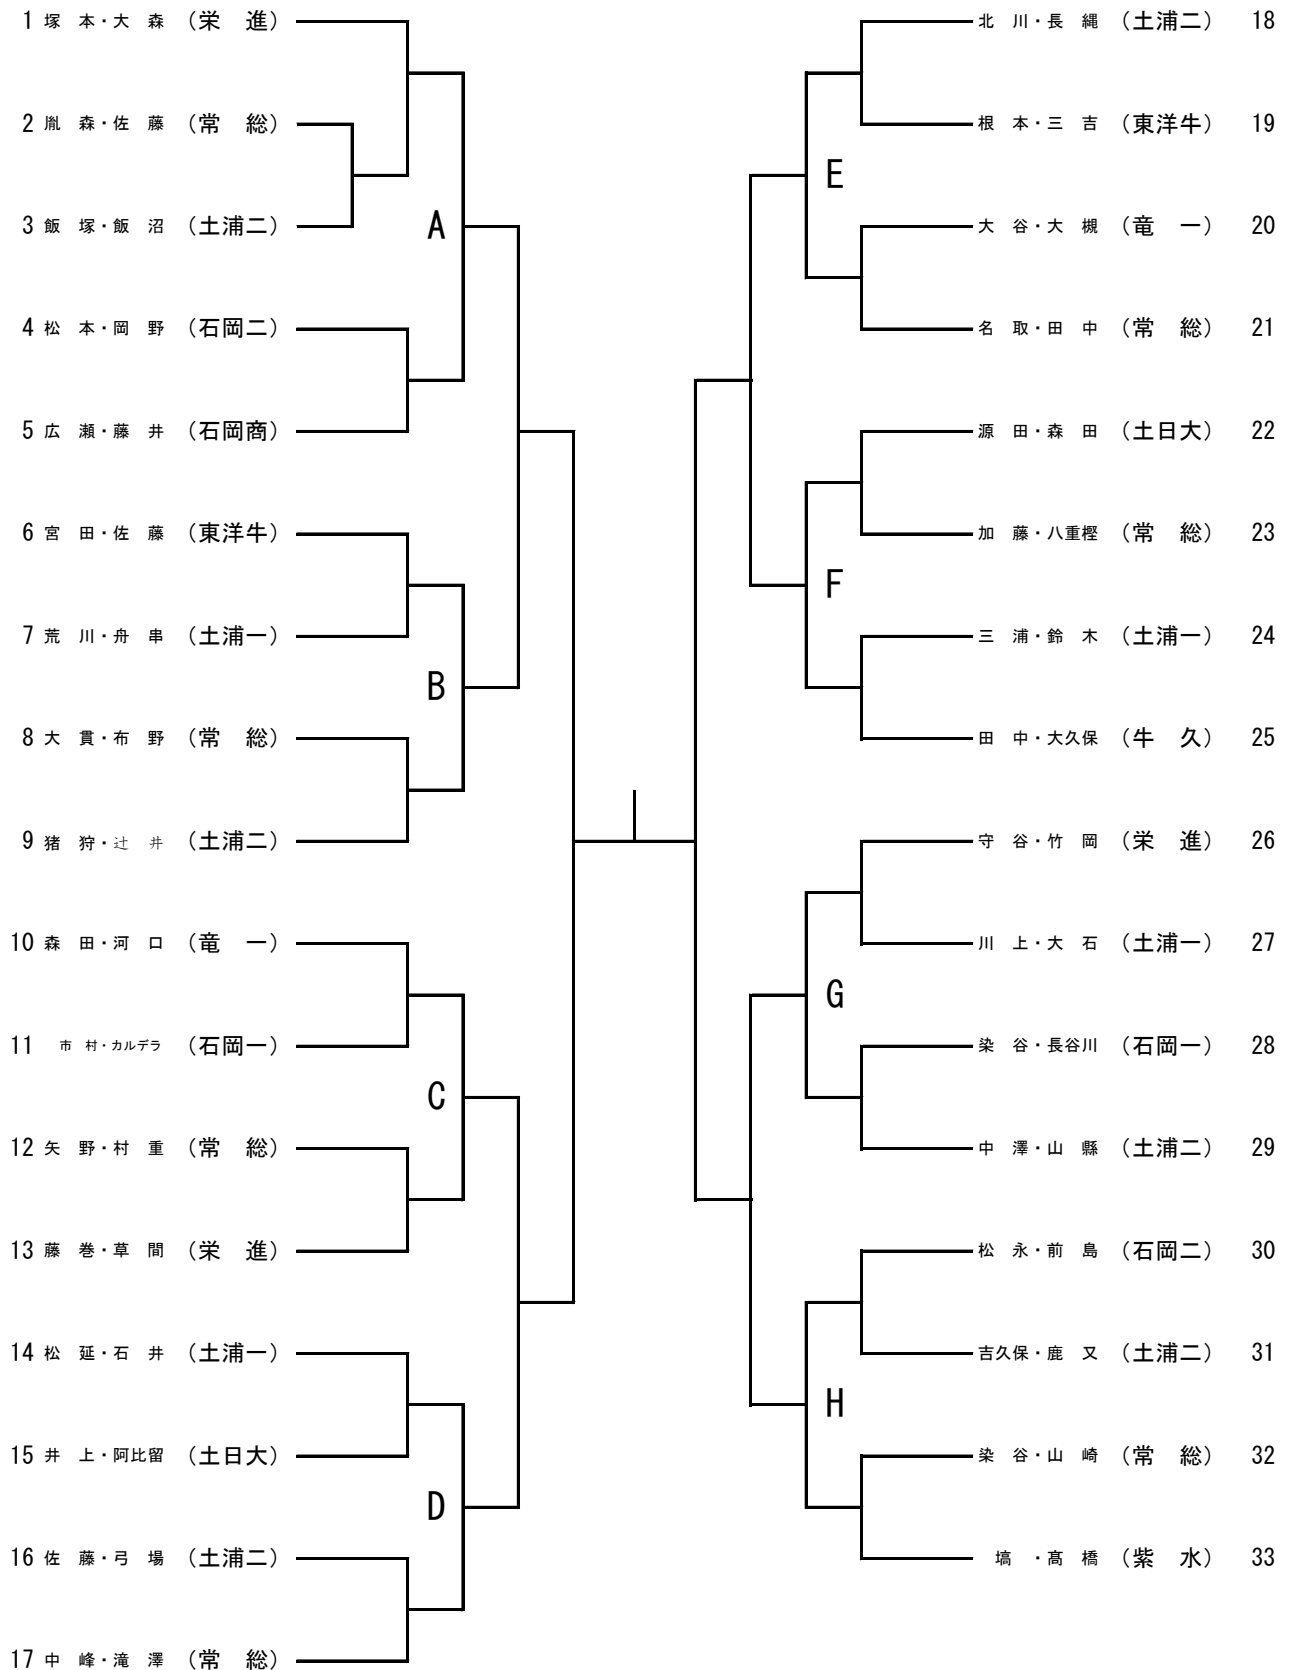 1 塚 本・大 森 （栄 進）
2 胤 森・佐 藤 （常 総）
3 飯 塚・飯 沼 （土浦二）
A
4 松 本・岡 野 （石岡二）
5 広 瀬・藤 井 （石岡商）
6 宮 田・佐 藤 （東洋牛）
7 荒 川・舟 串 （土浦一）
B
8 大 貫・布 野 （常 総）
9 猪 狩・辻 井 （土浦二）
10 森 田・河 口 （竜 一）
11 市 村・カルデラ （石岡一）
C
12 矢 野・村 重 （常 総）
13 藤 巻・草 間 （栄 進）
14 松 延・石 井 （土浦一）
15 井 上・阿比留 （土日大）
D
16 佐 藤・弓 場 （土浦二）
17 中 峰・滝 澤 （常 総）
北 川・長 縄 （土浦二） 18
根 本・三 吉 （東洋牛） 19
E
大 谷・大 槻 （竜 一） 20
名 取・田 中 （常 総） 21
源 田・森 田 （土日大） 22
加 藤・八重樫 （常 総） 23
F
三 浦・鈴 木 （土浦一） 24
田 中・大久保 （牛 久） 25
守 谷・竹 岡 （栄 進） 26
川 上・大 石 （土浦一） 27
G
染 谷・長谷川 （石岡一） 28
中 澤・山 縣 （土浦二） 29
松 永・前 島 （石岡二） 30
吉久保・鹿 又 （土浦二） 31
H
染 谷・山 崎 （常 総） 32
塙 ・髙 橋 （紫 水） 33